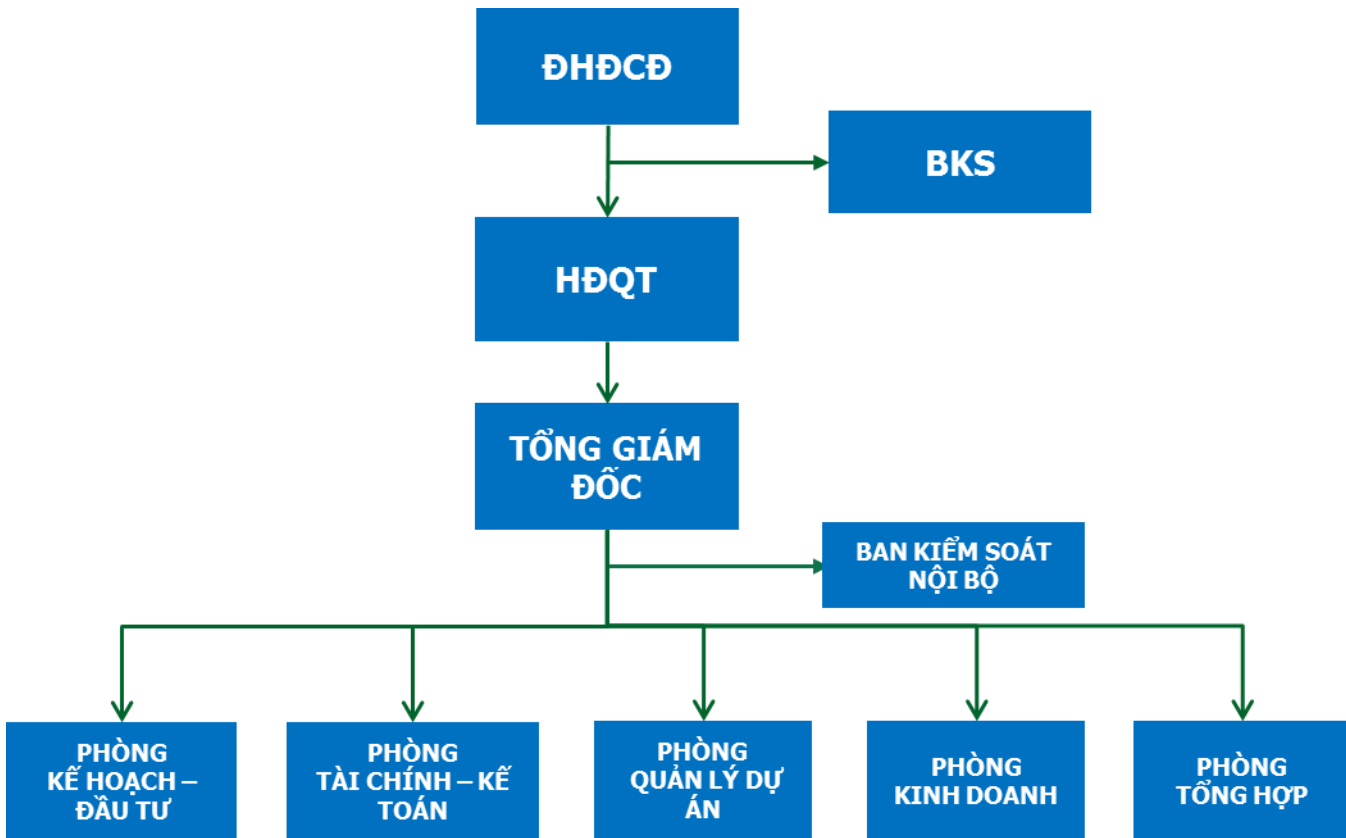 ĐHĐCĐ
BKS
HĐQT
TỔNG GIÁM
ĐỐC
BAN KIỂM SOÁT
NỘI BỘ
PHÒNG
KẾ HOẠCH –
ĐẦU TƯ
PHÒNG
TÀI CHÍNH – KẾ
TOÁN
PHÒNG
QUẢN LÝ DỰ
ÁN
PHÒNG
KINH DOANH
PHÒNG
TỔNG HỢP